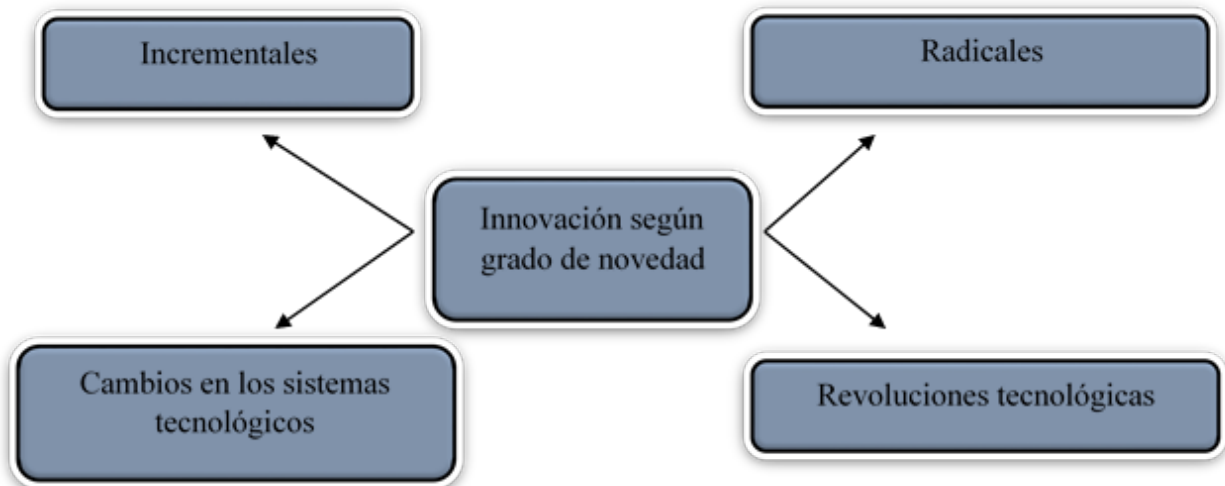 Incrementales
Radicales
Innovación según
grado de novedad
Cambios en los sistemas
tecnológicos
Revoluciones tecnológicas